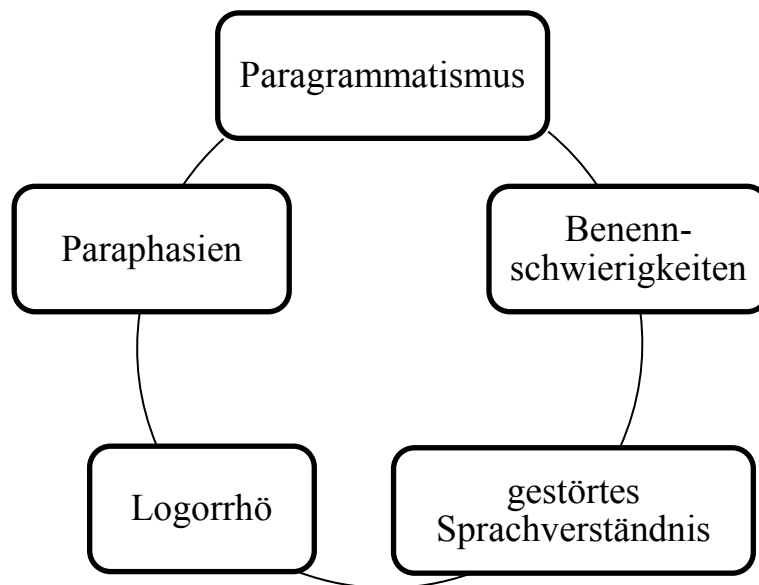 Paragrammatismus
Benenn-
schwierigkeiten
gestörtes
Sprachverständnis
Logorrhö
Paraphasien